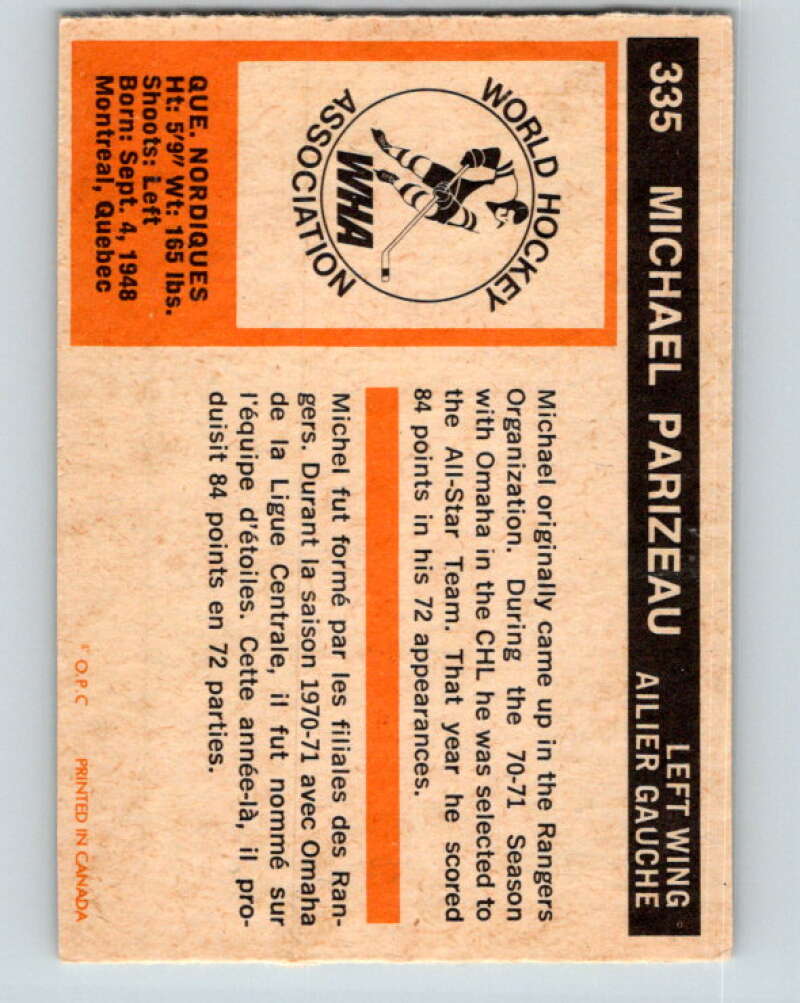 335 MICHAEL PARIZEAU
LEFT WING
AILIER GAUCHE
WORLD HOCKEY
ASSOCIATION
WHA
QUE. NORDIQUES
Ht: 5'9" Wt: 165 lbs.
Shoots: Left
Born: Sept. 4, 1948
Montreal, Quebec
Michael originally came up in the Rangers
Organization. During the 70-71 Season
with Omaha in the CHL he was selected to
the All-Star Team. That year he scored
84 points in his 72 appearances.
Michel fut formé par les filiales des Ran-
gers. Durant la saison 1970-71 avec Omaha
de la Ligue Centrale, il fut nommé sur
l'équipe d'étoiles. Cette année-là, il pro-
duisit 84 points en 72 parties.
O.P.C PRINTED IN CANADA